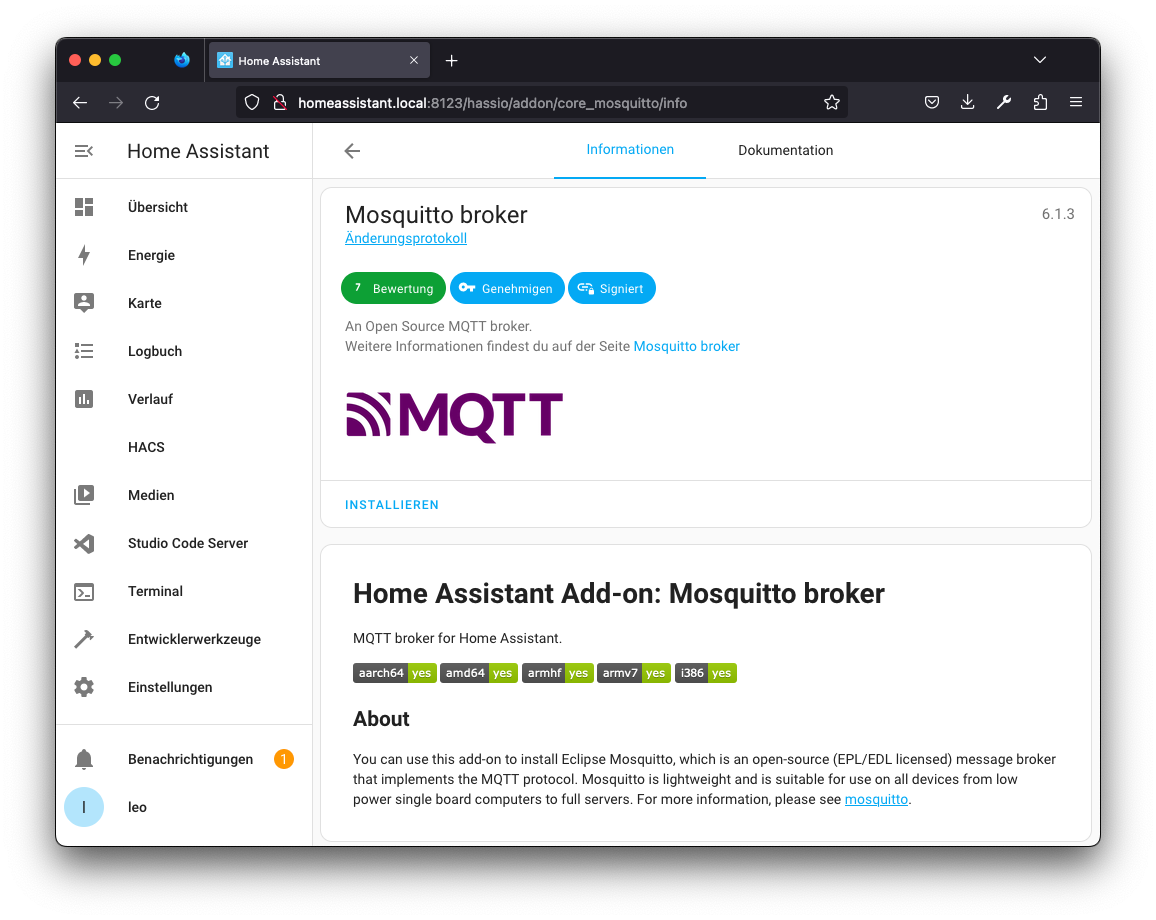 Home Assistant
homeassistant.local:8123/hassio/addon/core_mosquitto/info
Home Assistant
Informationen
Dokumentation
Übersicht
Energie
Karte
Logbuch
Verlauf
HACS
Medien
Studio Code Server
Terminal
Entwicklerwerkzeuge
Einstellungen
Benachrichtigungen 1
l leo
Mosquitto broker 6.1.3
Änderungsprotokoll
7 Bewertung Genehmigen Signiert
An Open Source MQTT broker.
Weitere Informationen findest du auf der Seite Mosquitto broker
MQTT
INSTALLIEREN
Home Assistant Add-on: Mosquitto broker
MQTT broker for Home Assistant.
aarch64 yes amd64 yes armhf yes armv7 yes i386 yes
About
You can use this add-on to install Eclipse Mosquitto, which is an open-source (EPL/EDL licensed) message broker
that implements the MQTT protocol. Mosquitto is lightweight and is suitable for use on all devices from low
power single board computers to full servers. For more information, please see mosquitto.